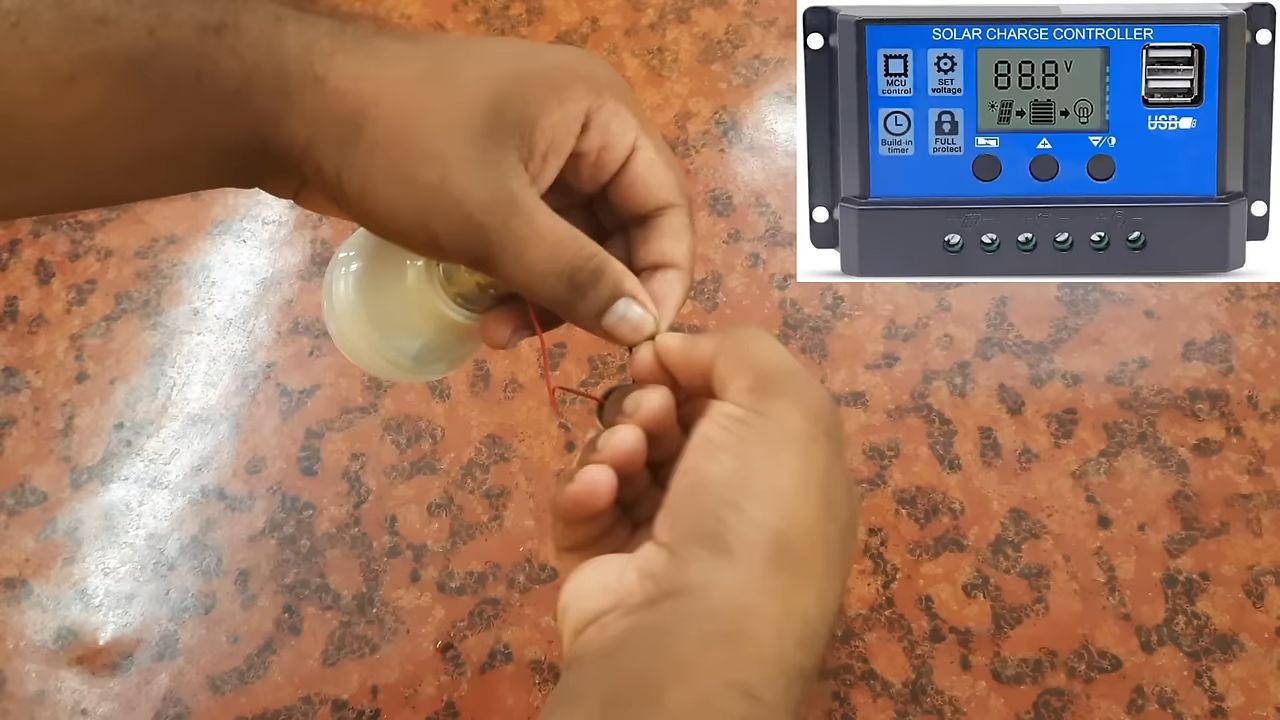 SOLAR CHARGE CONTROLLER
MCU
control
SET
voltage
88.8 V
Build-in
timer
FULL
protect
USB